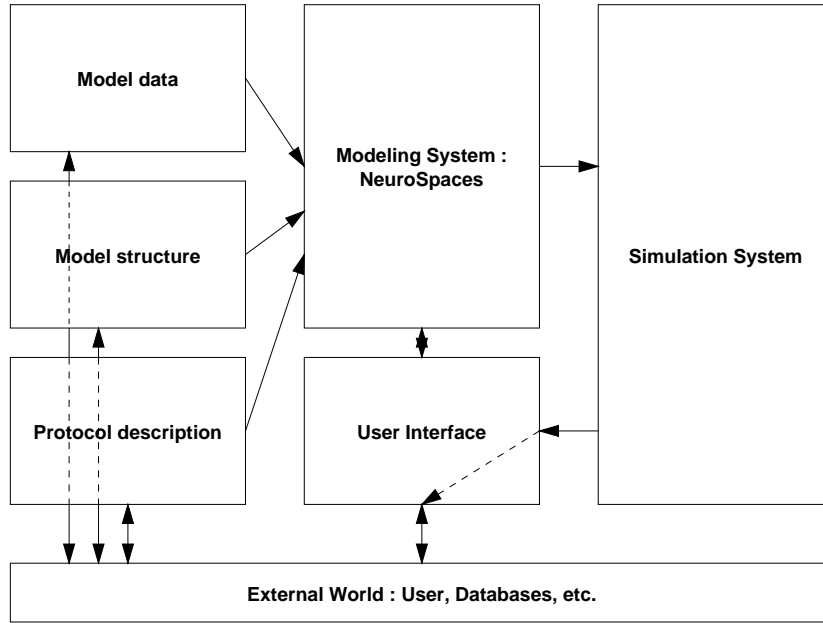 Model data
Modeling System :
NeuroSpaces
Model structure
Simulation System
Protocol description
User Interface
External World : User, Databases, etc.